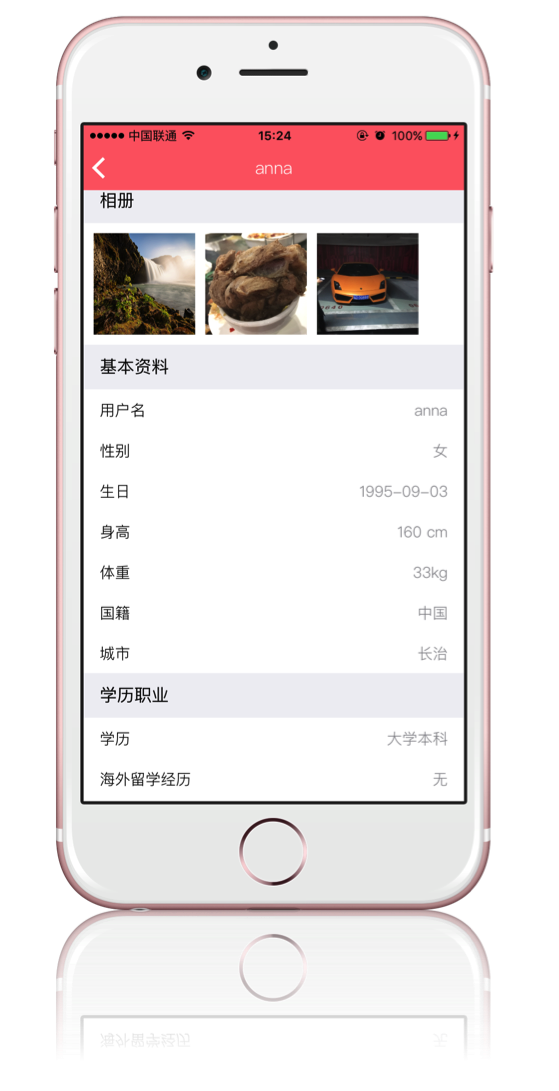 中国联通 15:24 100%
anna
相册
基本资料
用户名 anna
性别 女
生日 1995-09-03
身高 160 cm
体重 33kg
国籍 中国
城市 长治
学历职业
学历 大学本科
海外留学经历 无